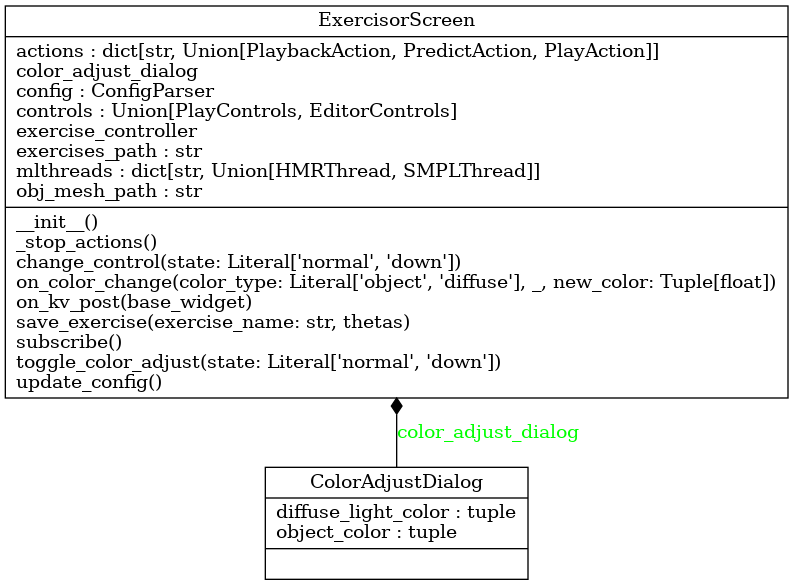 ExercisorScreen
actions : dict[str, Union[PlaybackAction, PredictAction, PlayAction]]
color_adjust_dialog
config : ConfigParser
controls : Union[PlayControls, EditorControls]
exercise_controller
exercises_path : str
mlthreads : dict[str, Union[HMRThread, SMPLThread]]
obj_mesh_path : str
__init__()
_stop_actions()
change_control(state: Literal['normal', 'down'])
on_color_change(color_type: Literal['object', 'diffuse'], _, new_color: Tuple[float])
on_kv_post(base_widget)
save_exercise(exercise_name: str, thetas)
subscribe()
toggle_color_adjust(state: Literal['normal', 'down'])
update_config()
color_adjust_dialog
ColorAdjustDialog
diffuse_light_color : tuple
object_color : tuple